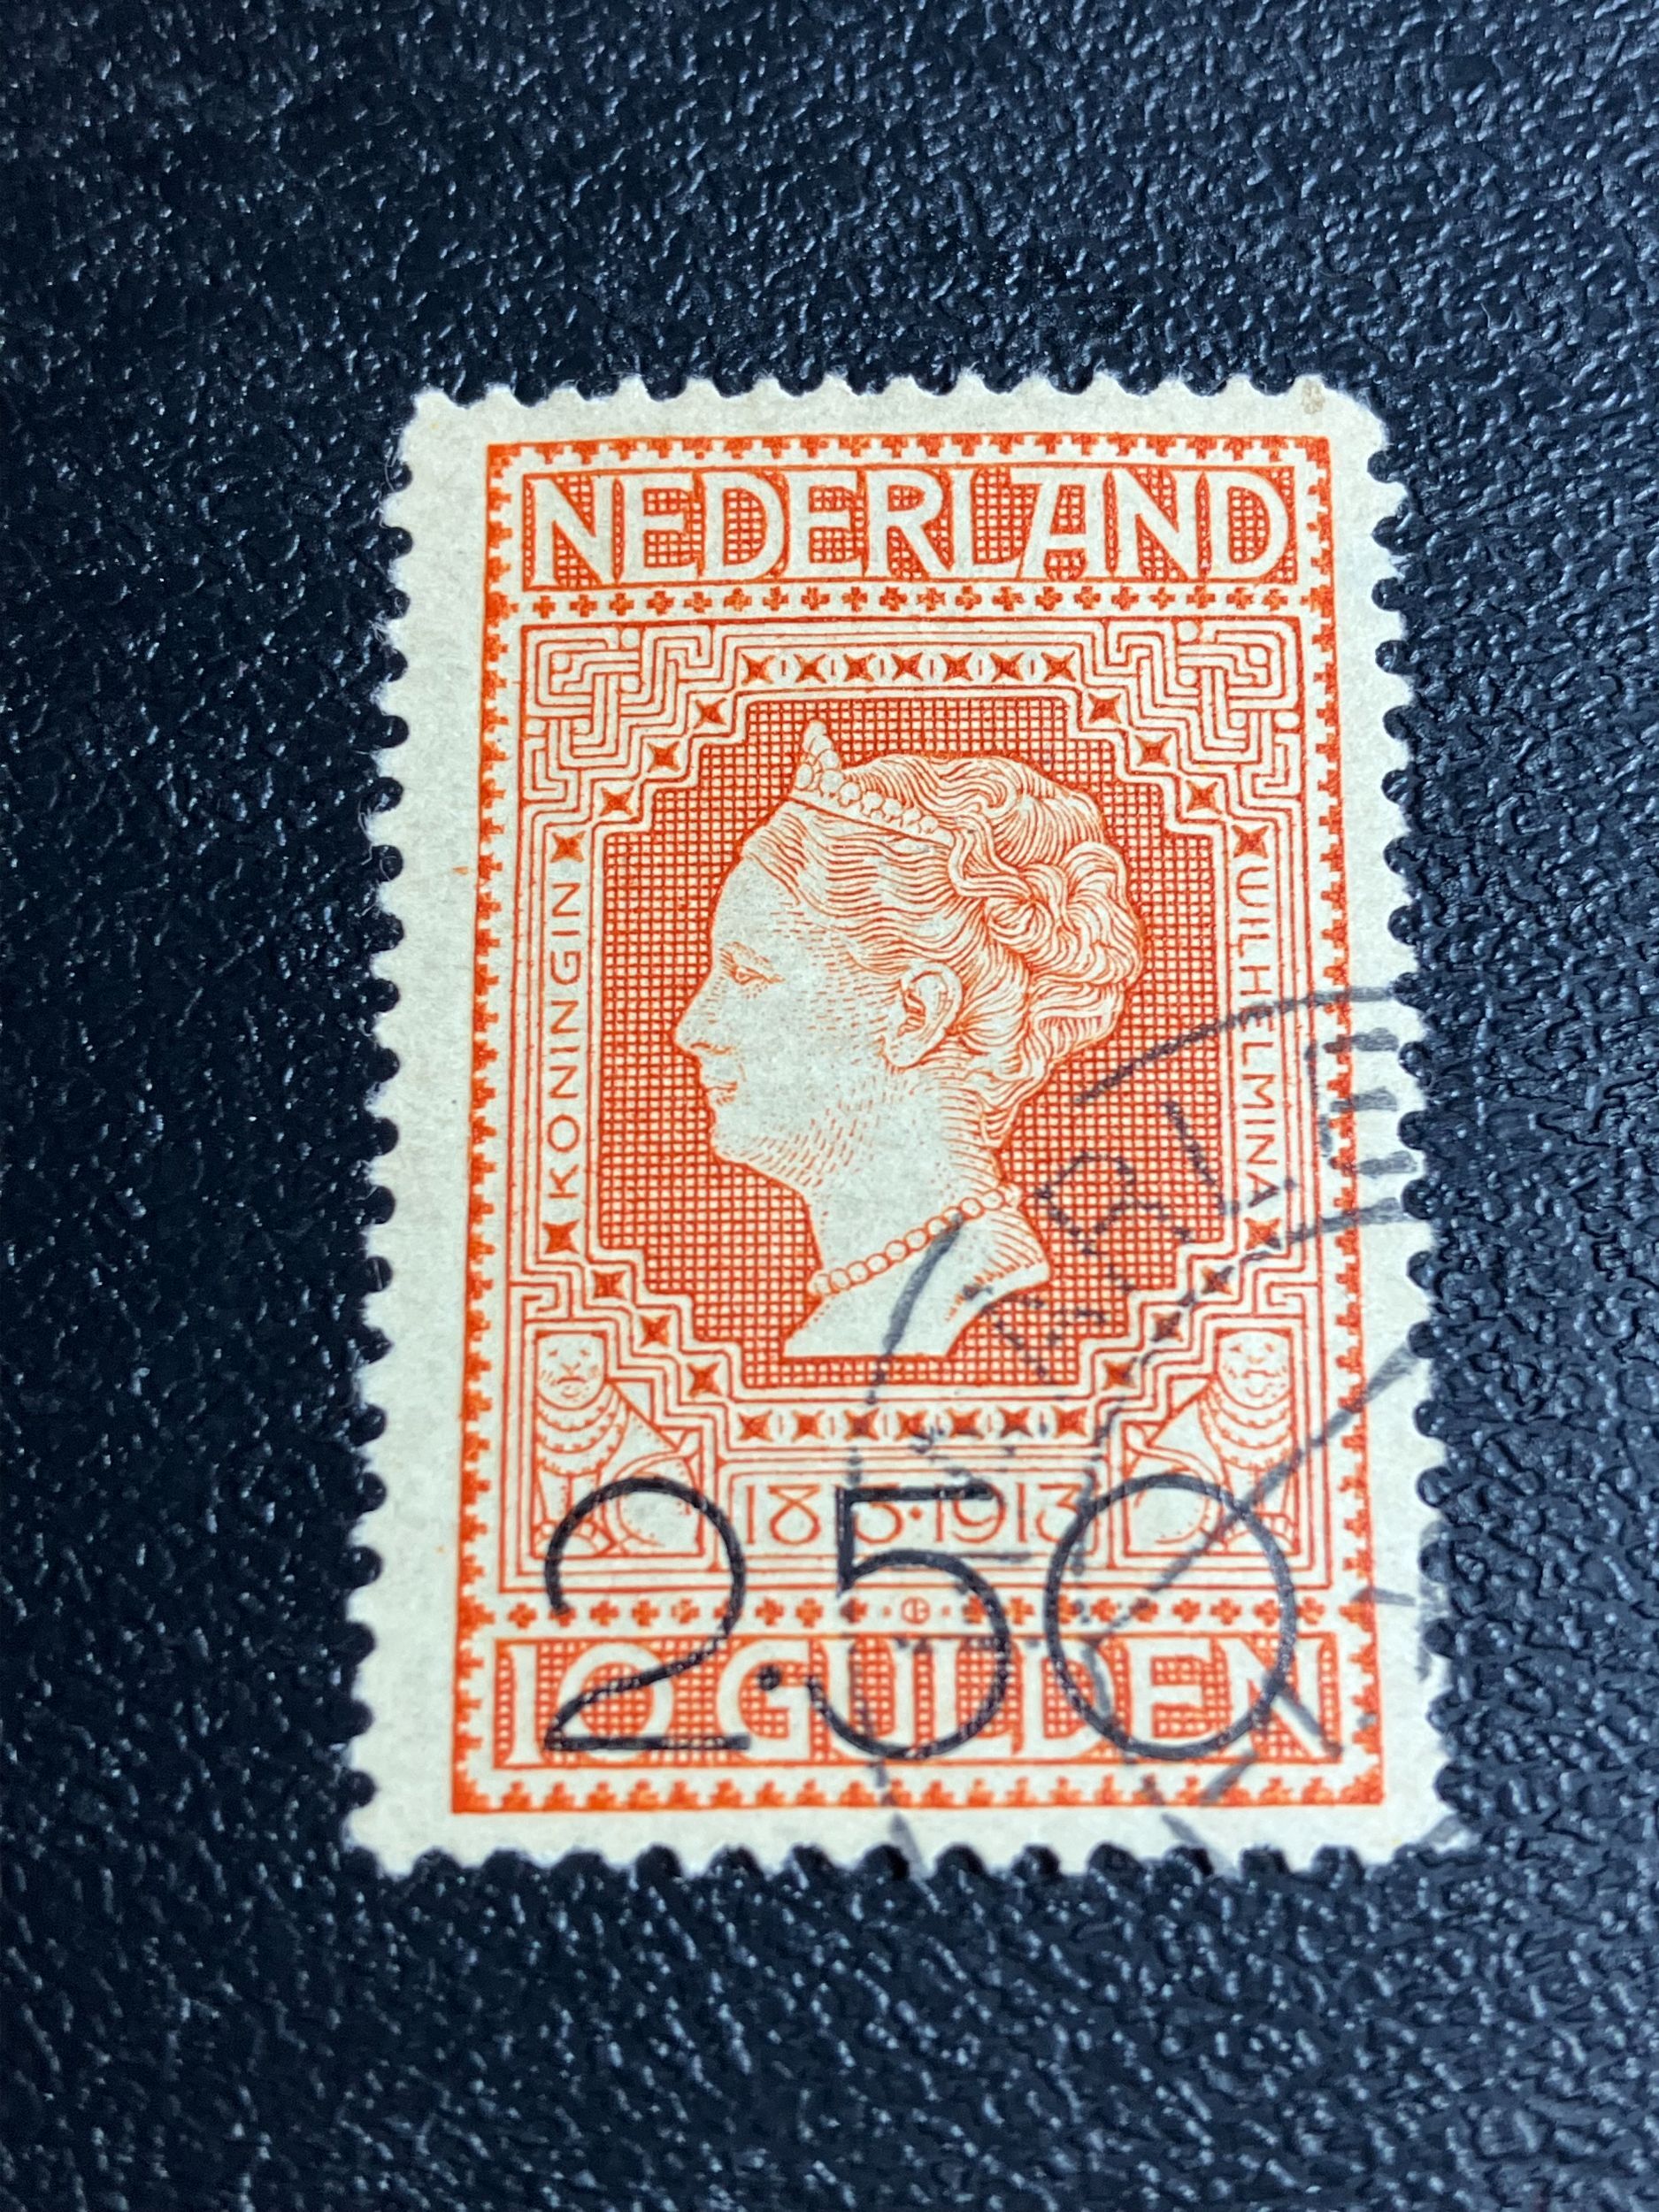 NEDERLAND
KONINGIN
WILHELMINA
1813·1913
2.50
10 GULDEN